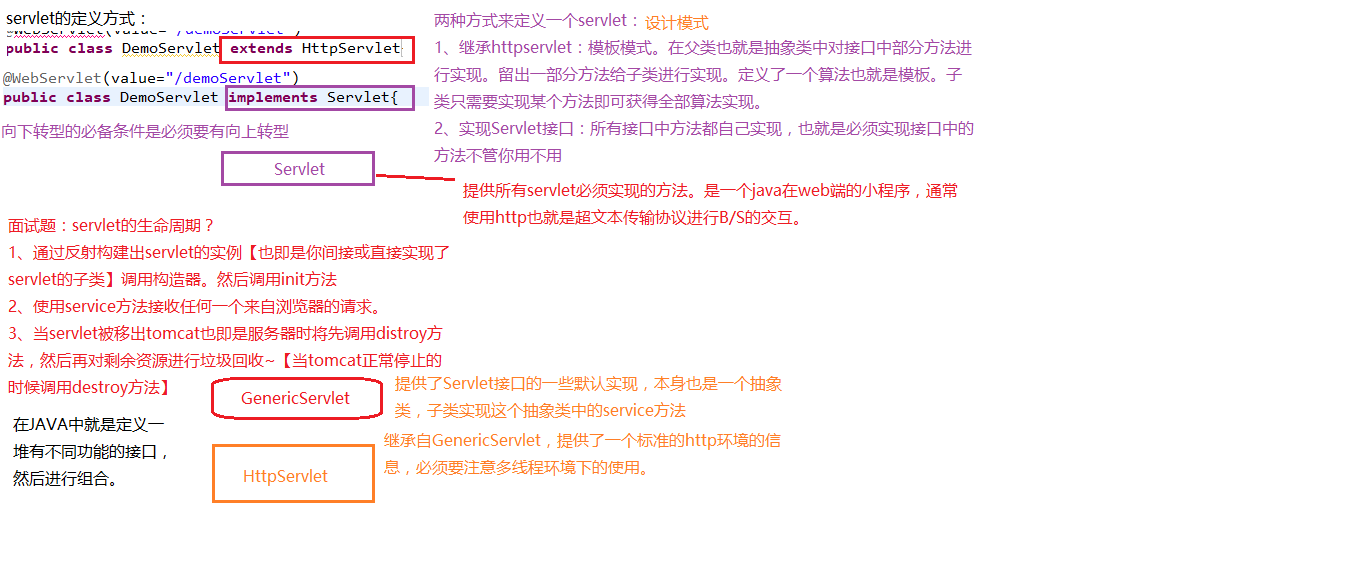 servlet的定义方式：
@WebServlet(value="/demoServlet")
public class DemoServlet extends HttpServlet{
@WebServlet(value="/demoServlet")
public class DemoServlet implements Servlet{
向下转型的必备条件是必须要有向上转型
两种方式来定义一个servlet：设计模式
1、继承httpservlet：模板模式。在父类也就是抽象类中对接口中部分方法进
行实现。留出一部分方法给子类进行实现。定义了一个算法也就是模板。子
类只需要实现某个方法即可获得全部算法实现。
2、实现Servlet接口：所有接口中方法都自己实现，也就是必须实现接口中的
方法不管你用不用
Servlet
提供所有servlet必须实现的方法。是一个java在web端的小程序，通常
使用http也就是超文本传输协议进行B/S的交互。
面试题：servlet的生命周期？
1、通过反射构建出servlet的实例【也即是你间接或直接实现了
servlet的子类】调用构造器。然后调用init方法
2、使用service方法接收任何一个来自浏览器的请求。
3、当servlet被移出tomcat也即是服务器时将先调用distroy方
法，然后再对剩余资源进行垃圾回收~【当tomcat正常停止的
时候调用destroy方法】
GenericServlet
提供了Servlet接口的一些默认实现，本身也是一个抽象
类，子类实现这个抽象类中的service方法
在JAVA中就是定义一
堆有不同功能的接口，
然后进行组合。
HttpServlet
继承自GenericServlet，提供了一个标准的http环境的信
息，必须要注意多线程环境下的使用。